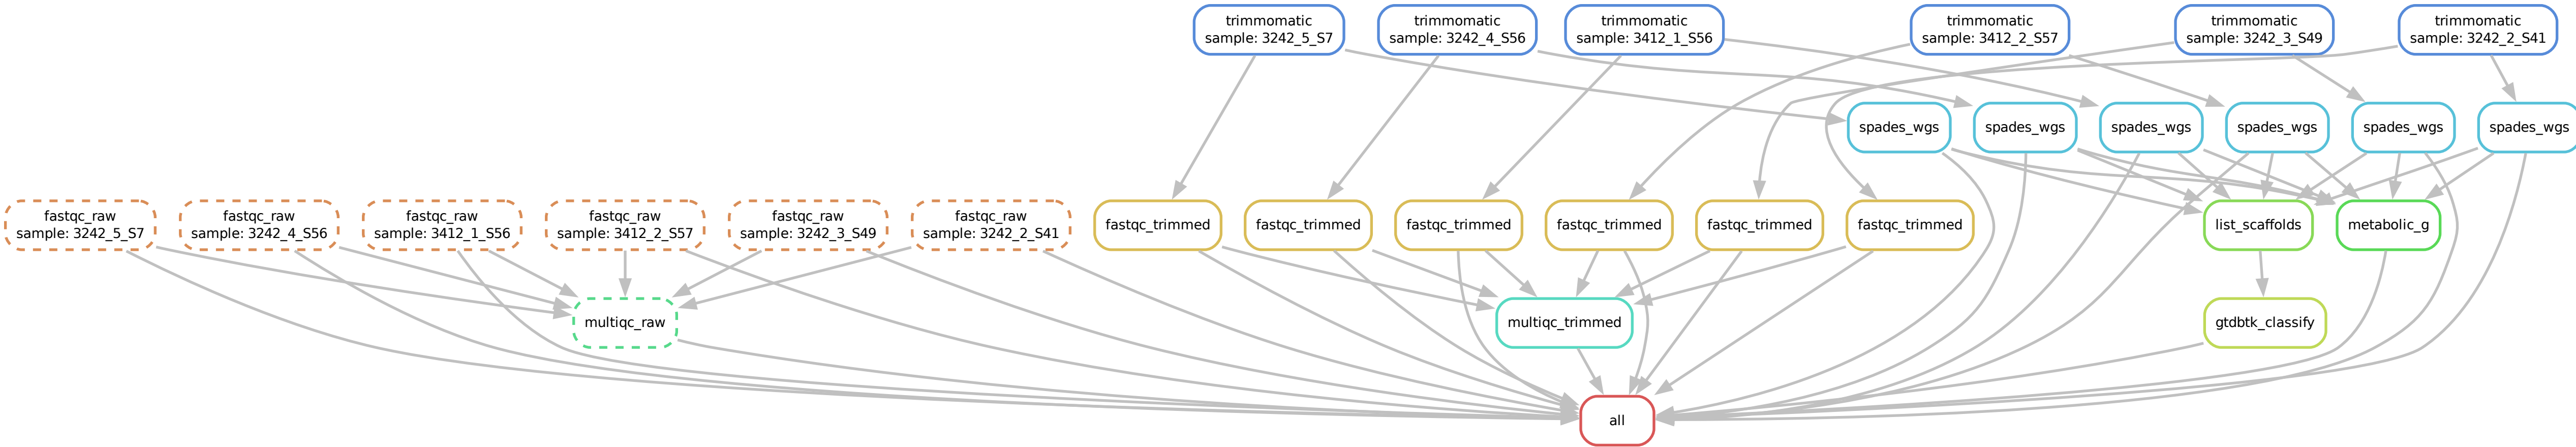 trimmomatic
sample: 3242_5_S7
trimmomatic
sample: 3242_4_S56
trimmomatic
sample: 3412_1_S56
trimmomatic
sample: 3412_2_S57
trimmomatic
sample: 3242_3_S49
trimmomatic
sample: 3242_2_S41
spades_wgs
spades_wgs
spades_wgs
spades_wgs
spades_wgs
spades_wgs
fastqc_raw
sample: 3242_5_S7
fastqc_raw
sample: 3242_4_S56
fastqc_raw
sample: 3412_1_S56
fastqc_raw
sample: 3412_2_S57
fastqc_raw
sample: 3242_3_S49
fastqc_raw
sample: 3242_2_S41
fastqc_trimmed
fastqc_trimmed
fastqc_trimmed
fastqc_trimmed
fastqc_trimmed
fastqc_trimmed
list_scaffolds
metabolic_g
multiqc_raw
multiqc_trimmed
gtdbtk_classify
all